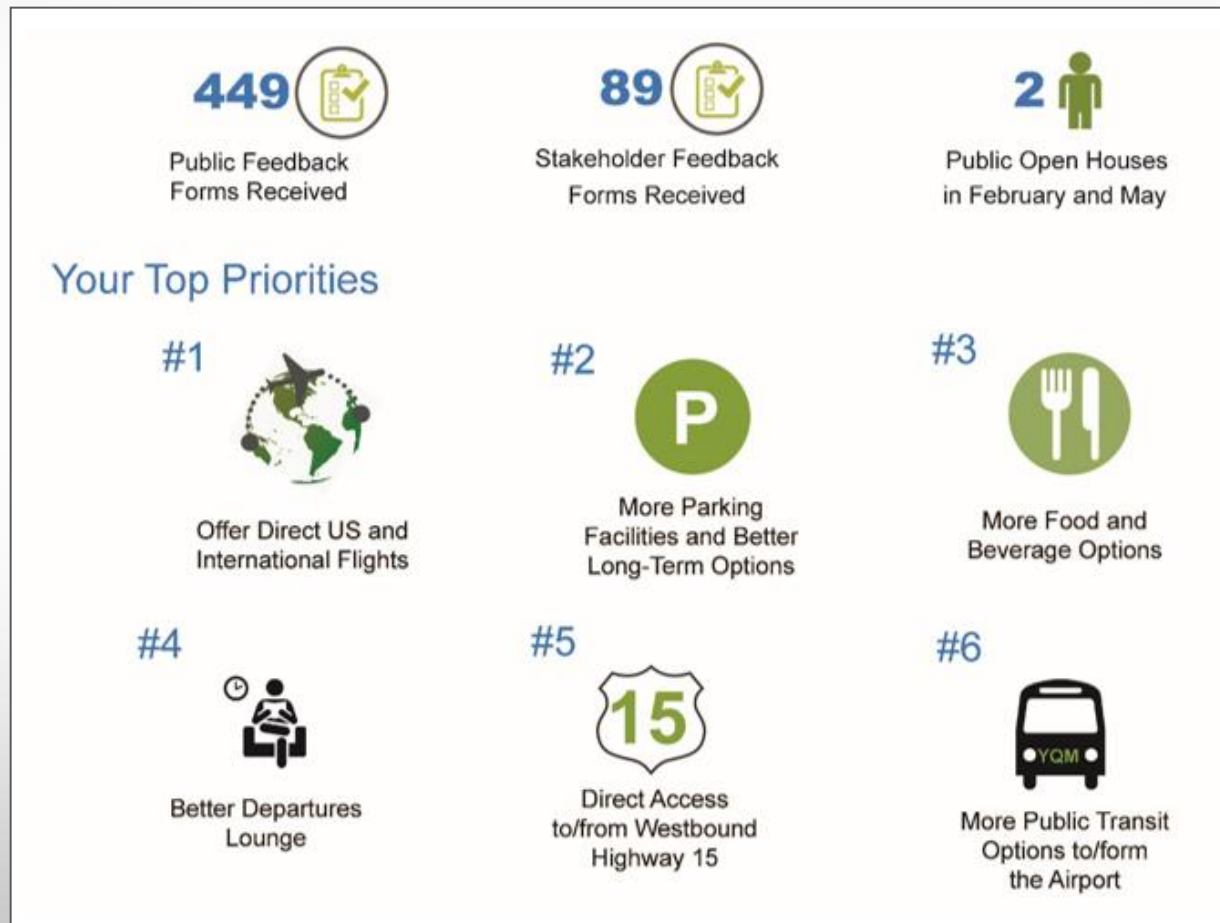 449
Public Feedback
Forms Received
89
Stakeholder Feedback
Forms Received
2
Public Open Houses
in February and May
Your Top Priorities
#1
Offer Direct US and
International Flights
#2
P
More Parking
Facilities and Better
Long-Term Options
#3
More Food and
Beverage Options
#4
Better Departures
Lounge
#5
15
Direct Access
to/from Westbound
Highway 15
#6
YQM
More Public Transit
Options to/form
the Airport